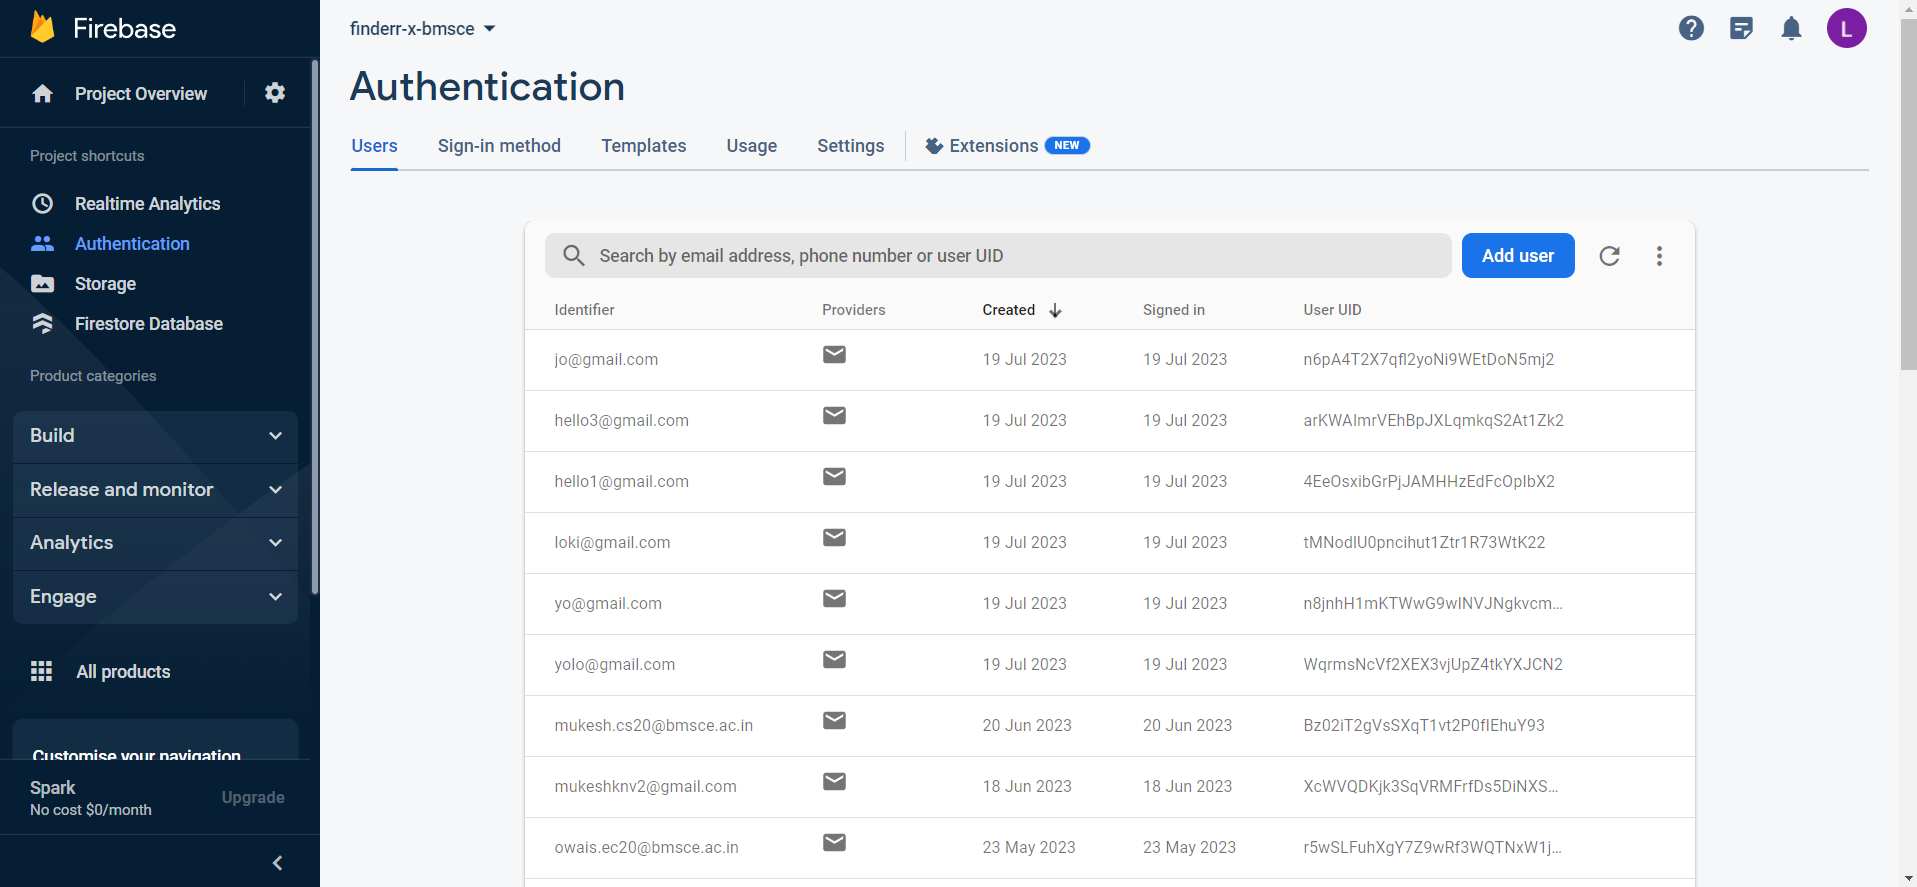 Firebase
Project Overview
Project shortcuts
Realtime Analytics
Authentication
Storage
Firestore Database
Product categories
Build
Release and monitor
Analytics
Engage
All products
Customise your navigation
Spark
No cost $0/month
Upgrade
finderr-x-bmsce
L
Authentication
Users Sign-in method Templates Usage Settings Extensions NEW
Search by email address, phone number or user UID
Add user
Identifier Providers Created Signed in User UID
jo@gmail.com 19 Jul 2023 19 Jul 2023 n6pA4T2X7qfl2yoNi9WEtDoN5mj2
hello3@gmail.com 19 Jul 2023 19 Jul 2023 arKWAImrVEhBpJXLqmkqS2At1Zk2
hello1@gmail.com 19 Jul 2023 19 Jul 2023 4EeOsxibGrPjJAMHHzEdFcOpIbX2
loki@gmail.com 19 Jul 2023 19 Jul 2023 tMNodIU0pncihut1Ztr1R73WtK22
yo@gmail.com 19 Jul 2023 19 Jul 2023 n8jnhH1mKTWwG9wINVJNgkvcm...
yolo@gmail.com 19 Jul 2023 19 Jul 2023 WqrmsNcVf2XEX3vjUpZ4tkYXJCN2
mukesh.cs20@bmsce.ac.in 20 Jun 2023 20 Jun 2023 Bz02iT2gVsSXqT1vt2P0fIEhuY93
mukeshknv2@gmail.com 18 Jun 2023 18 Jun 2023 XcWVQDKjk3SqVRMFrfDs5DiNXS...
owais.ec20@bmsce.ac.in 23 May 2023 23 May 2023 r5wSLFuhXgY7Z9wRf3WQTNxW1j...